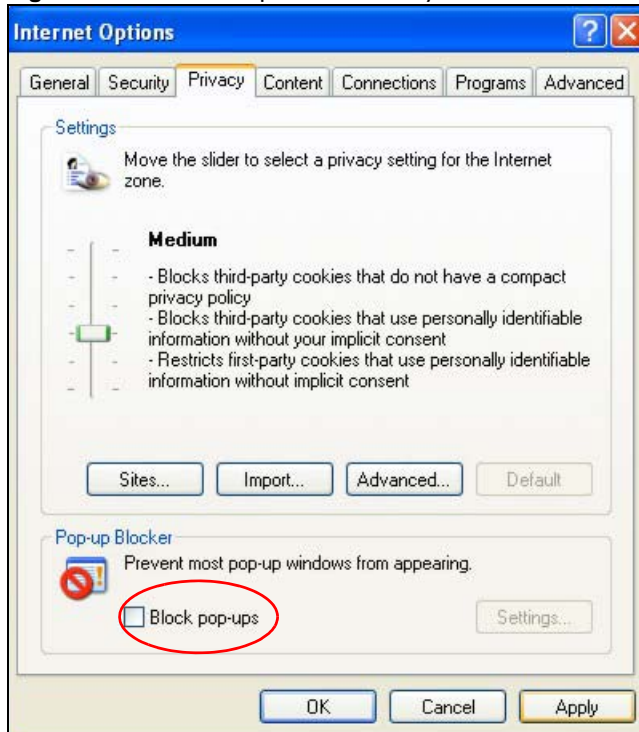 Internet Options
General Security Privacy Content Connections Programs Advanced
Settings
Move the slider to select a privacy setting for the Internet
zone.
Medium
- Blocks third-party cookies that do not have a compact
privacy policy
- Blocks third-party cookies that use personally identifiable
information without your implicit consent
- Restricts first-party cookies that use personally identifiable
information without implicit consent
Sites... Import... Advanced... Default
Pop-up Blocker
Prevent most pop-up windows from appearing.
Block pop-ups Settings...
OK Cancel Apply